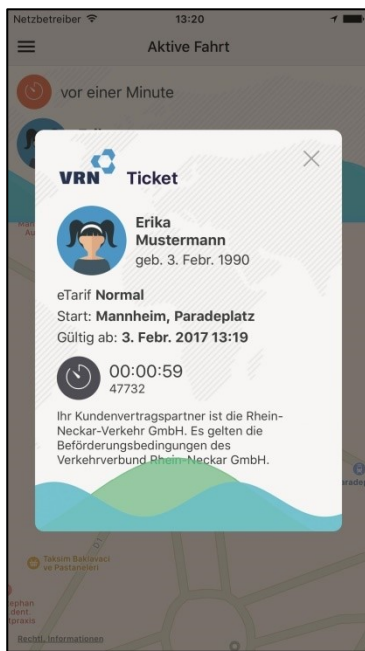 Netzbetreiber 13:20
Aktive Fahrt
vor einer Minute
VRN Ticket
Erika
Mustermann
geb. 3. Febr. 1990
eTarif Normal
Start: Mannheim, Paradeplatz
Gültig ab: 3. Febr. 2017 13:19
00:00:59
47732
Ihr Kundenvertragspartner ist die Rhein-
Neckar-Verkehr GmbH. Es gelten die
Beförderungsbedingungen des
Verkehrverbund Rhein-Neckar GmbH.
Taksim Baklavacı
ve Pastaneleri
Rechtl. Informationen